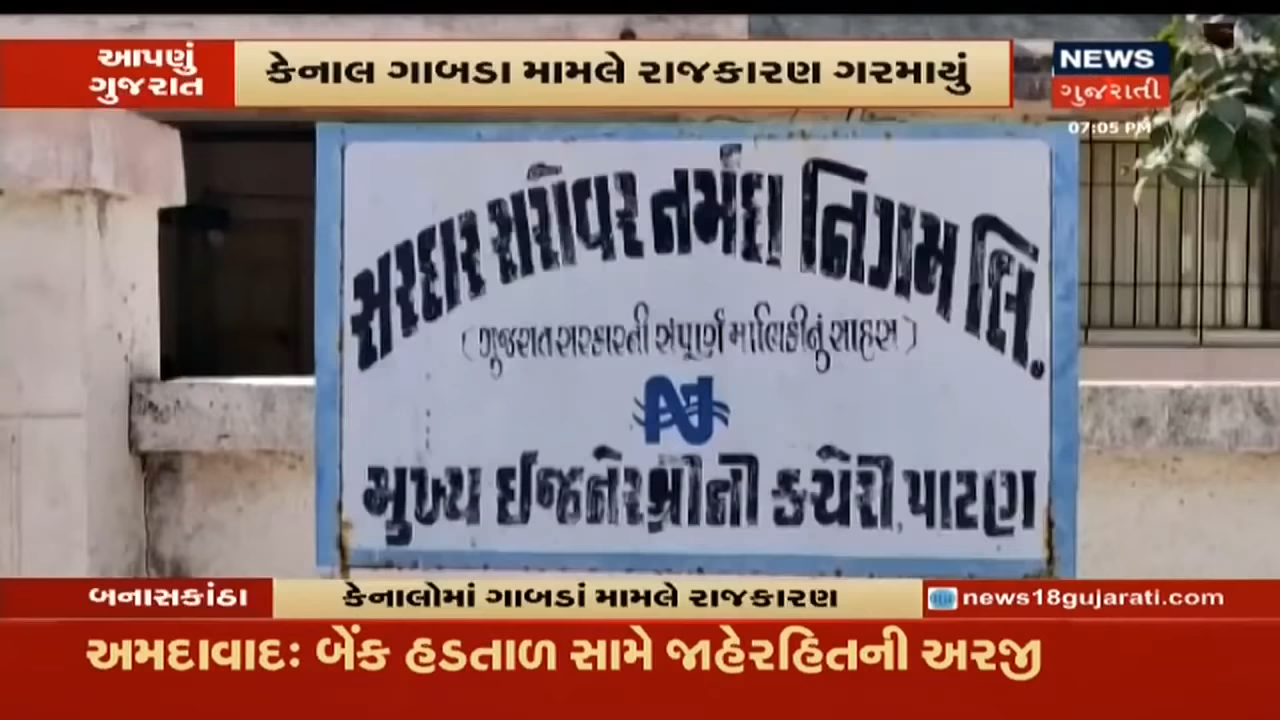 આપણું
ગુજરાત
કેનાલ ગાબડા મામલે રાજકારણ ગરમાયું
NEWS
ગુજરાતી
07:05 PM
સરદાર સરોવર નર્મદા નિગમ લિ.
(ગુજરાત સરકારની સંપૂર્ણ માલિકીનું સાહસ)
મુખ્ય ઈજનેરશ્રીની કચેરી, પાટણ
બનાસકાંઠા
કેનાલોમાં ગાબડાં મામલે રાજકારણ
news18gujarati.com
અમદાવાદઃ બેંક હડતાળ સામે જાહેરહિતની અરજી